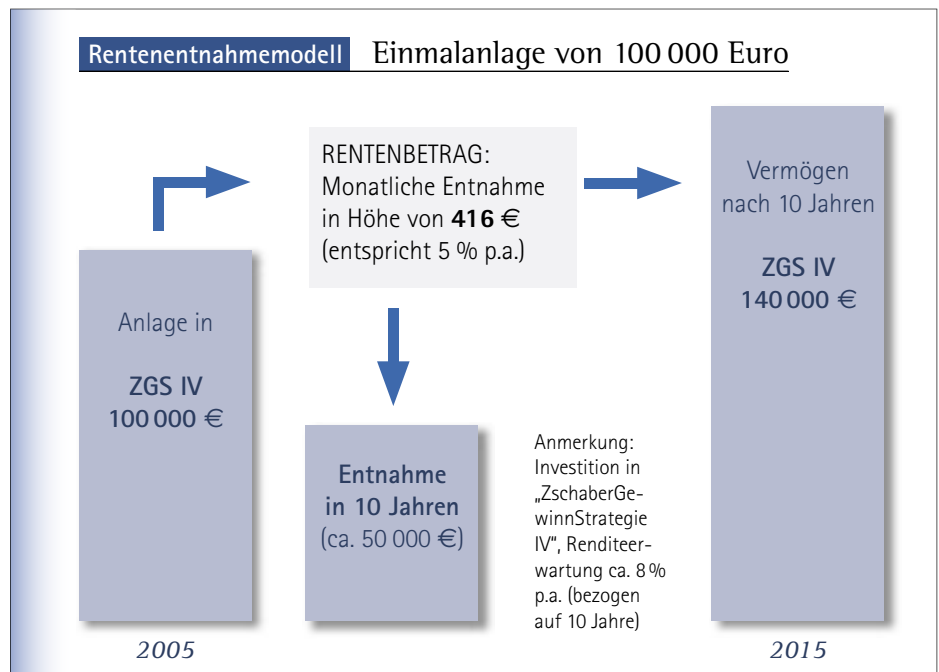 Rentenentnahmemodell Einmalanlage von 100 000 Euro
RENTENBETRAG:
Monatliche Entnahme
in Höhe von 416 €
(entspricht 5 % p.a.)
Anlage in
ZGS IV
100 000 €
Entnahme
in 10 Jahren
(ca. 50 000 €)
Anmerkung:
Investition in
„ZschaberGe-
winnStrategie
IV“, Renditeer-
wartung ca. 8 %
p.a. (bezogen
auf 10 Jahre)
Vermögen
nach 10 Jahren
ZGS IV
140 000 €
2005
2015